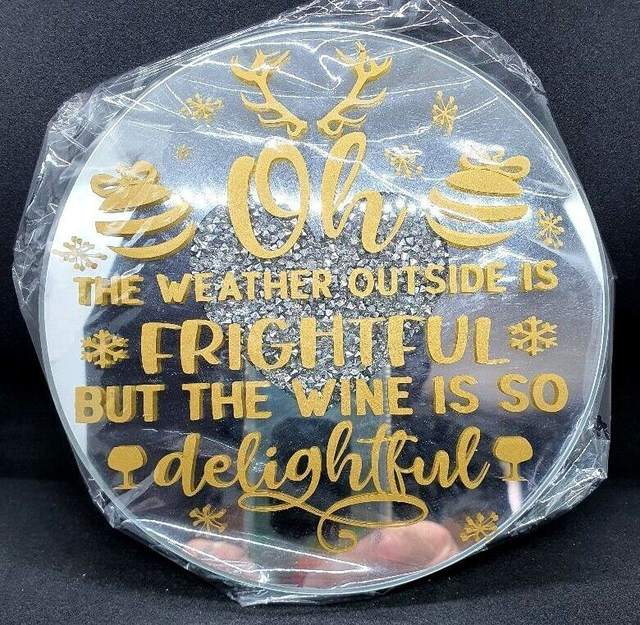 Oh
THE WEATHER OUTSIDE IS
FRIGHTFUL
BUT THE WINE IS SO
delightful